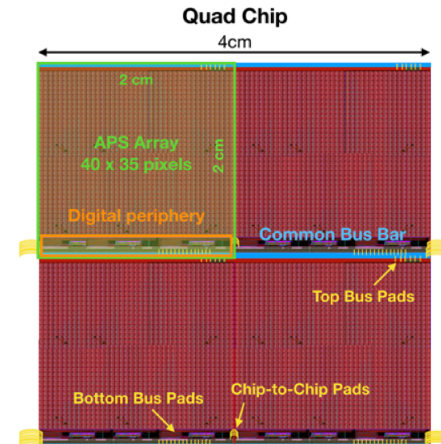 Quad Chip
4cm
2 cm
APS Array
40 x 35 pixels
2 cm
Digital periphery
Common Bus Bar
Top Bus Pads
Bottom Bus Pads
Chip-to-Chip Pads